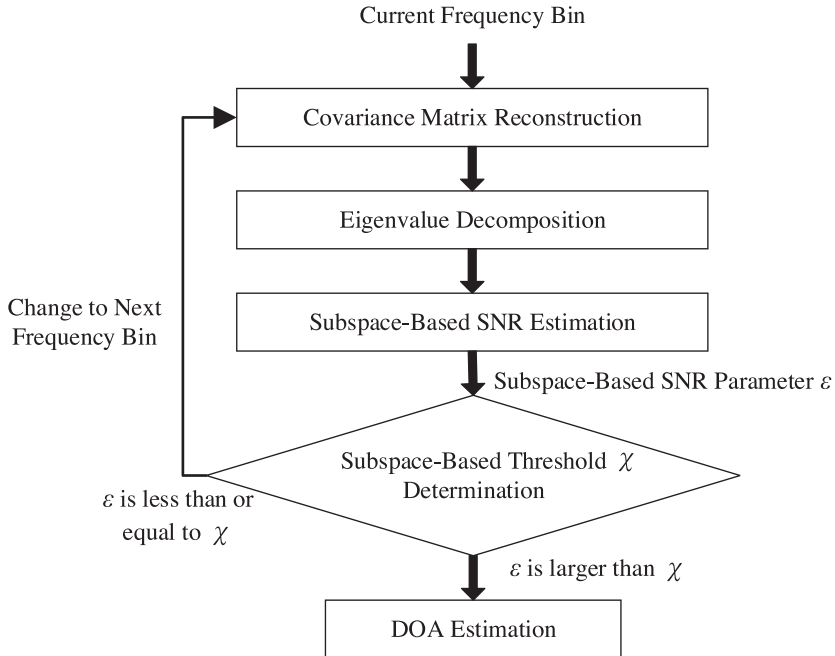 Current Frequency Bin
Covariance Matrix Reconstruction
Eigenvalue Decomposition
Change to Next
Frequency Bin
Subspace-Based SNR Estimation
Subspace-Based SNR Parameter ε
Subspace-Based Threshold χ
Determination
ε is less than or
equal to χ
ε is larger than χ
DOA Estimation